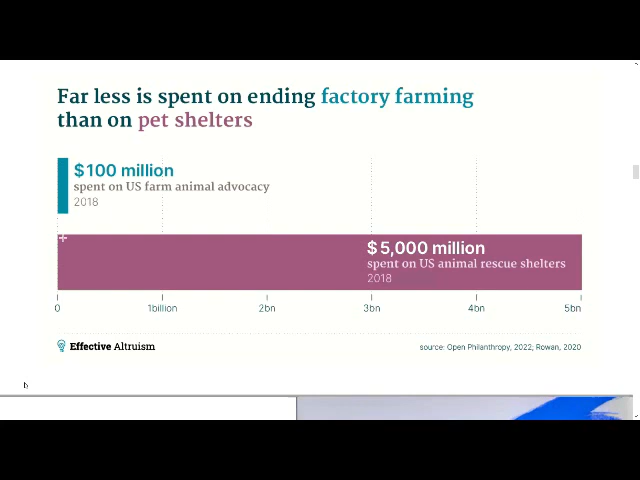 Far less is spent on ending factory farming
than on pet shelters
$100 million
spent on US farm animal advocacy
2018
$5,000 million
spent on US animal rescue shelters
2018
0 1billion 2bn 3bn 4bn 5bn
Effective Altruism
source: Open Philanthropy, 2022; Rowan, 2020